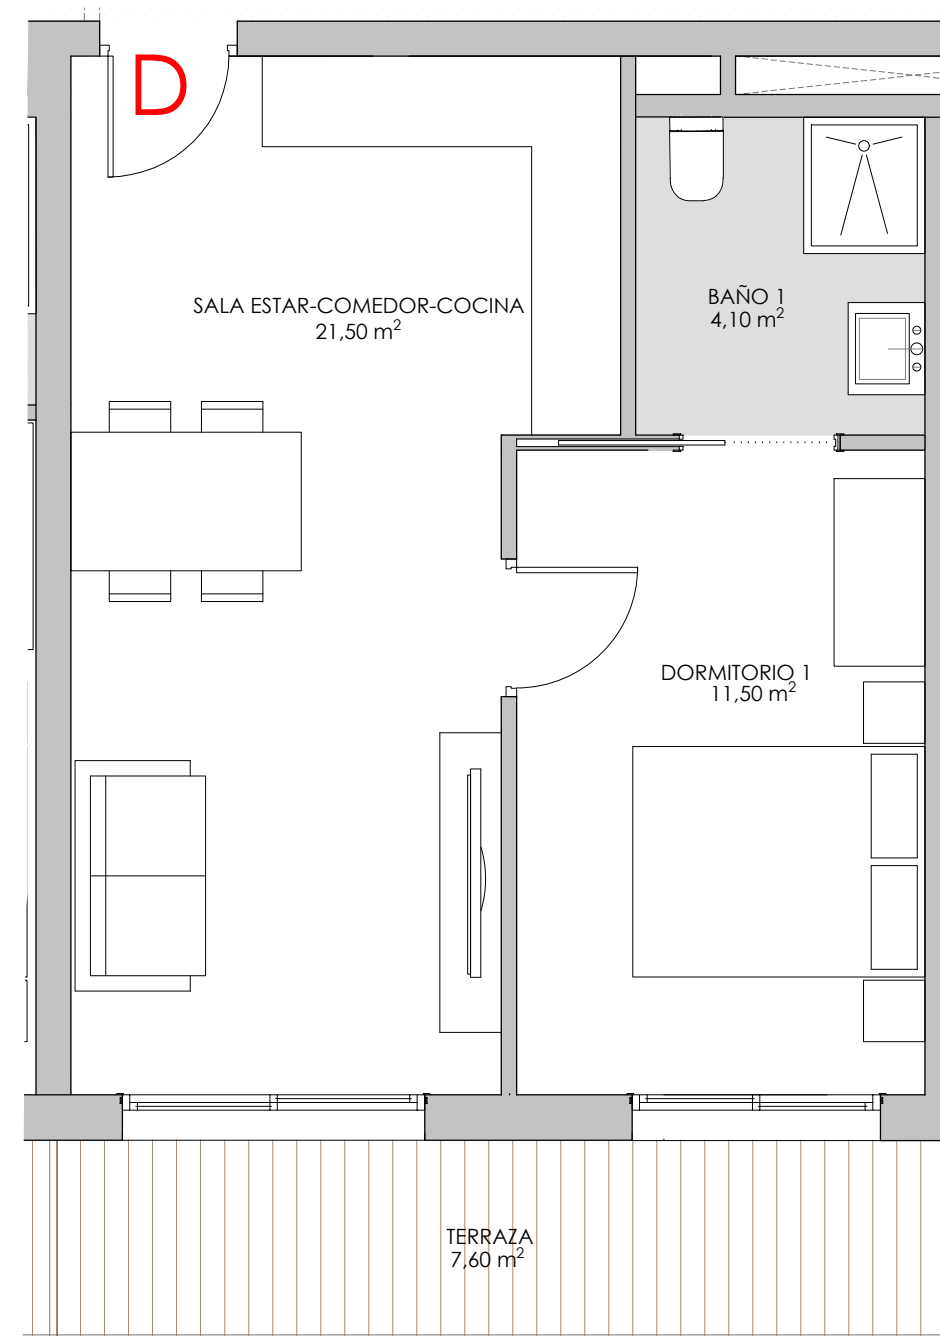 D
SALA ESTAR-COMEDOR-COCINA
21,50 m²
BAÑO 1
4,10 m²
DORMITORIO 1
11,50 m²
TERRAZA
7,60 m²